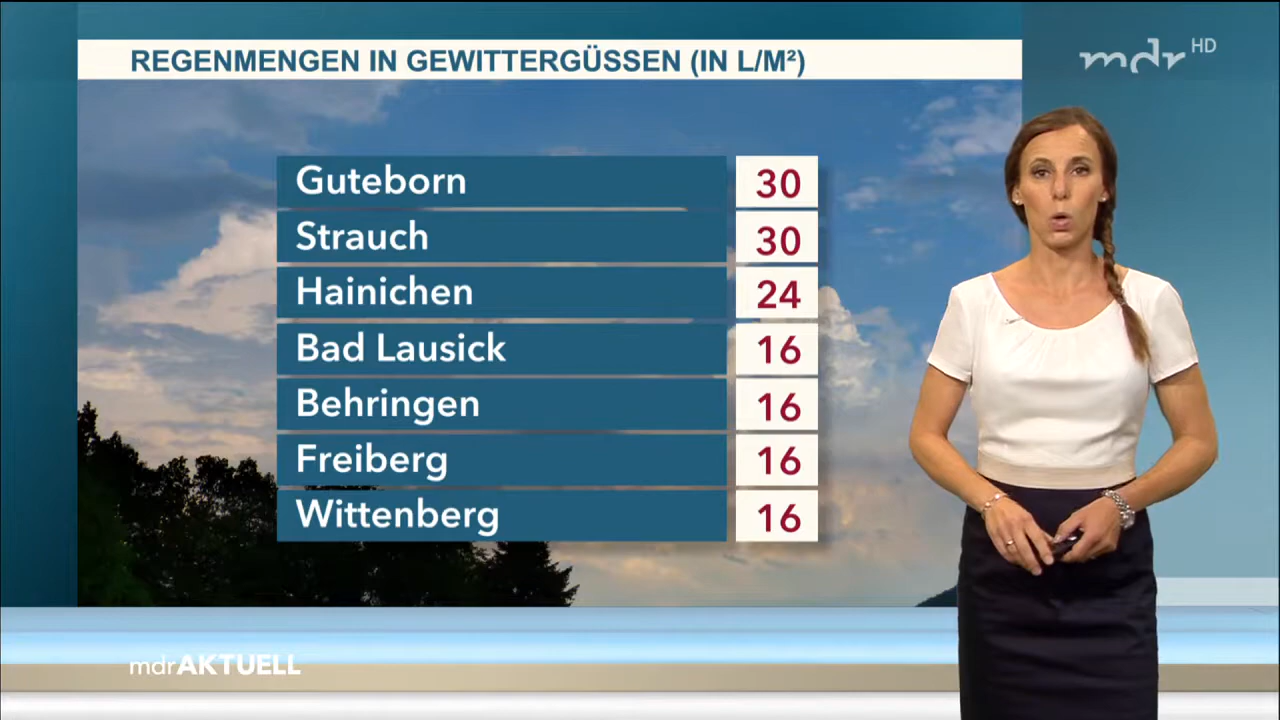 REGENMENGEN IN GEWITTERGÜSSEN (IN L/M²)
mdr HD
Guteborn 30
Strauch 30
Hainichen 24
Bad Lausick 16
Behringen 16
Freiberg 16
Wittenberg 16
mdrAKTUELL